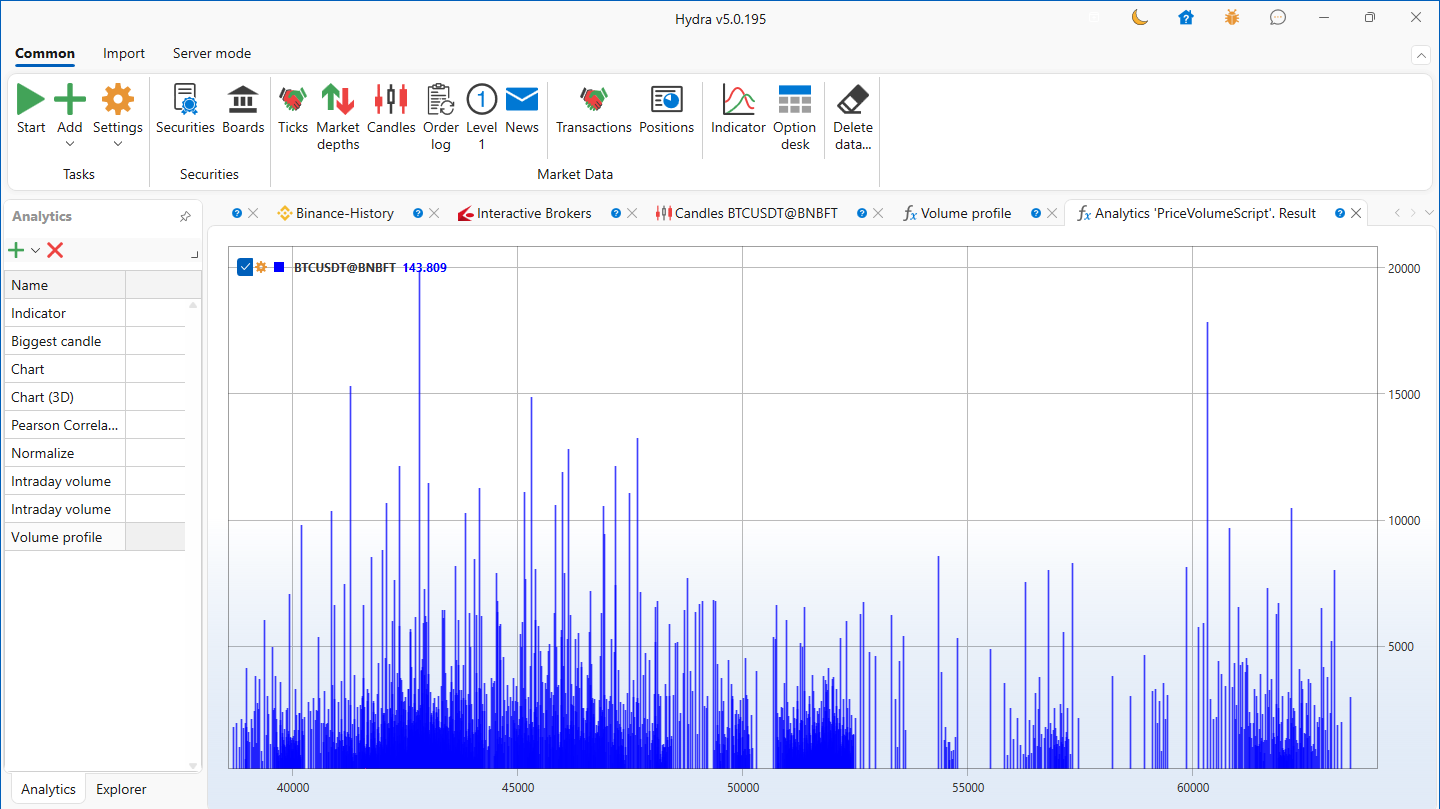 Hydra v5.0.195
Common Import Server mode
Start Add Settings Securities Boards Ticks Market depths Candles Order log Level 1 News Transactions Positions Indicator Option desk Delete data...
Tasks Securities Market Data
Analytics
Binance-History Interactive Brokers Candles BTCUSDT@BNBFT Volume profile Analytics 'PriceVolumeScript'. Result
BTCUSDT@BNBFT 143.809
Name
Indicator
Biggest candle
Chart
Chart (3D)
Pearson Correla...
Normalize
Intraday volume
Intraday volume
Volume profile
20000
15000
10000
5000
40000 45000 50000 55000 60000
Analytics Explorer